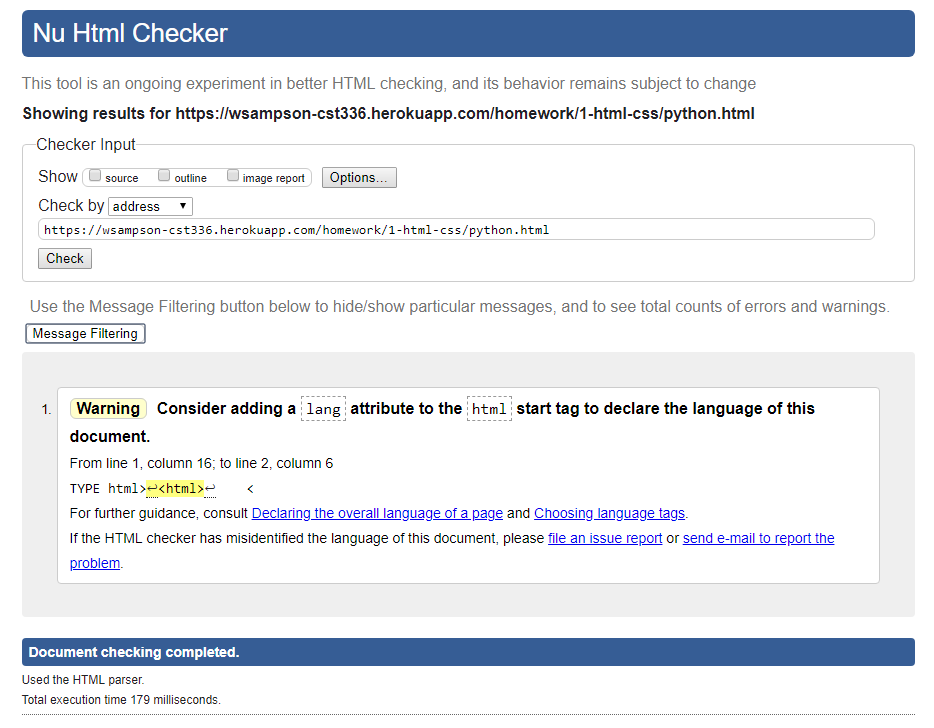 Nu Html Checker
This tool is an ongoing experiment in better HTML checking, and its behavior remains subject to change
Showing results for https://wsampson-cst336.herokuapp.com/homework/1-html-css/python.html
Checker Input
Show source outline image report Options...
Check by address ▼
https://wsampson-cst336.herokuapp.com/homework/1-html-css/python.html
Check
Use the Message Filtering button below to hide/show particular messages, and to see total counts of errors and warnings.
Message Filtering
1. Warning Consider adding a lang attribute to the html start tag to declare the language of this
document.
From line 1, column 16; to line 2, column 6
TYPE html>↩<html>↩    <
For further guidance, consult Declaring the overall language of a page and Choosing language tags.
If the HTML checker has misidentified the language of this document, please file an issue report or send e-mail to report the
problem.
Document checking completed.
Used the HTML parser.
Total execution time 179 milliseconds.